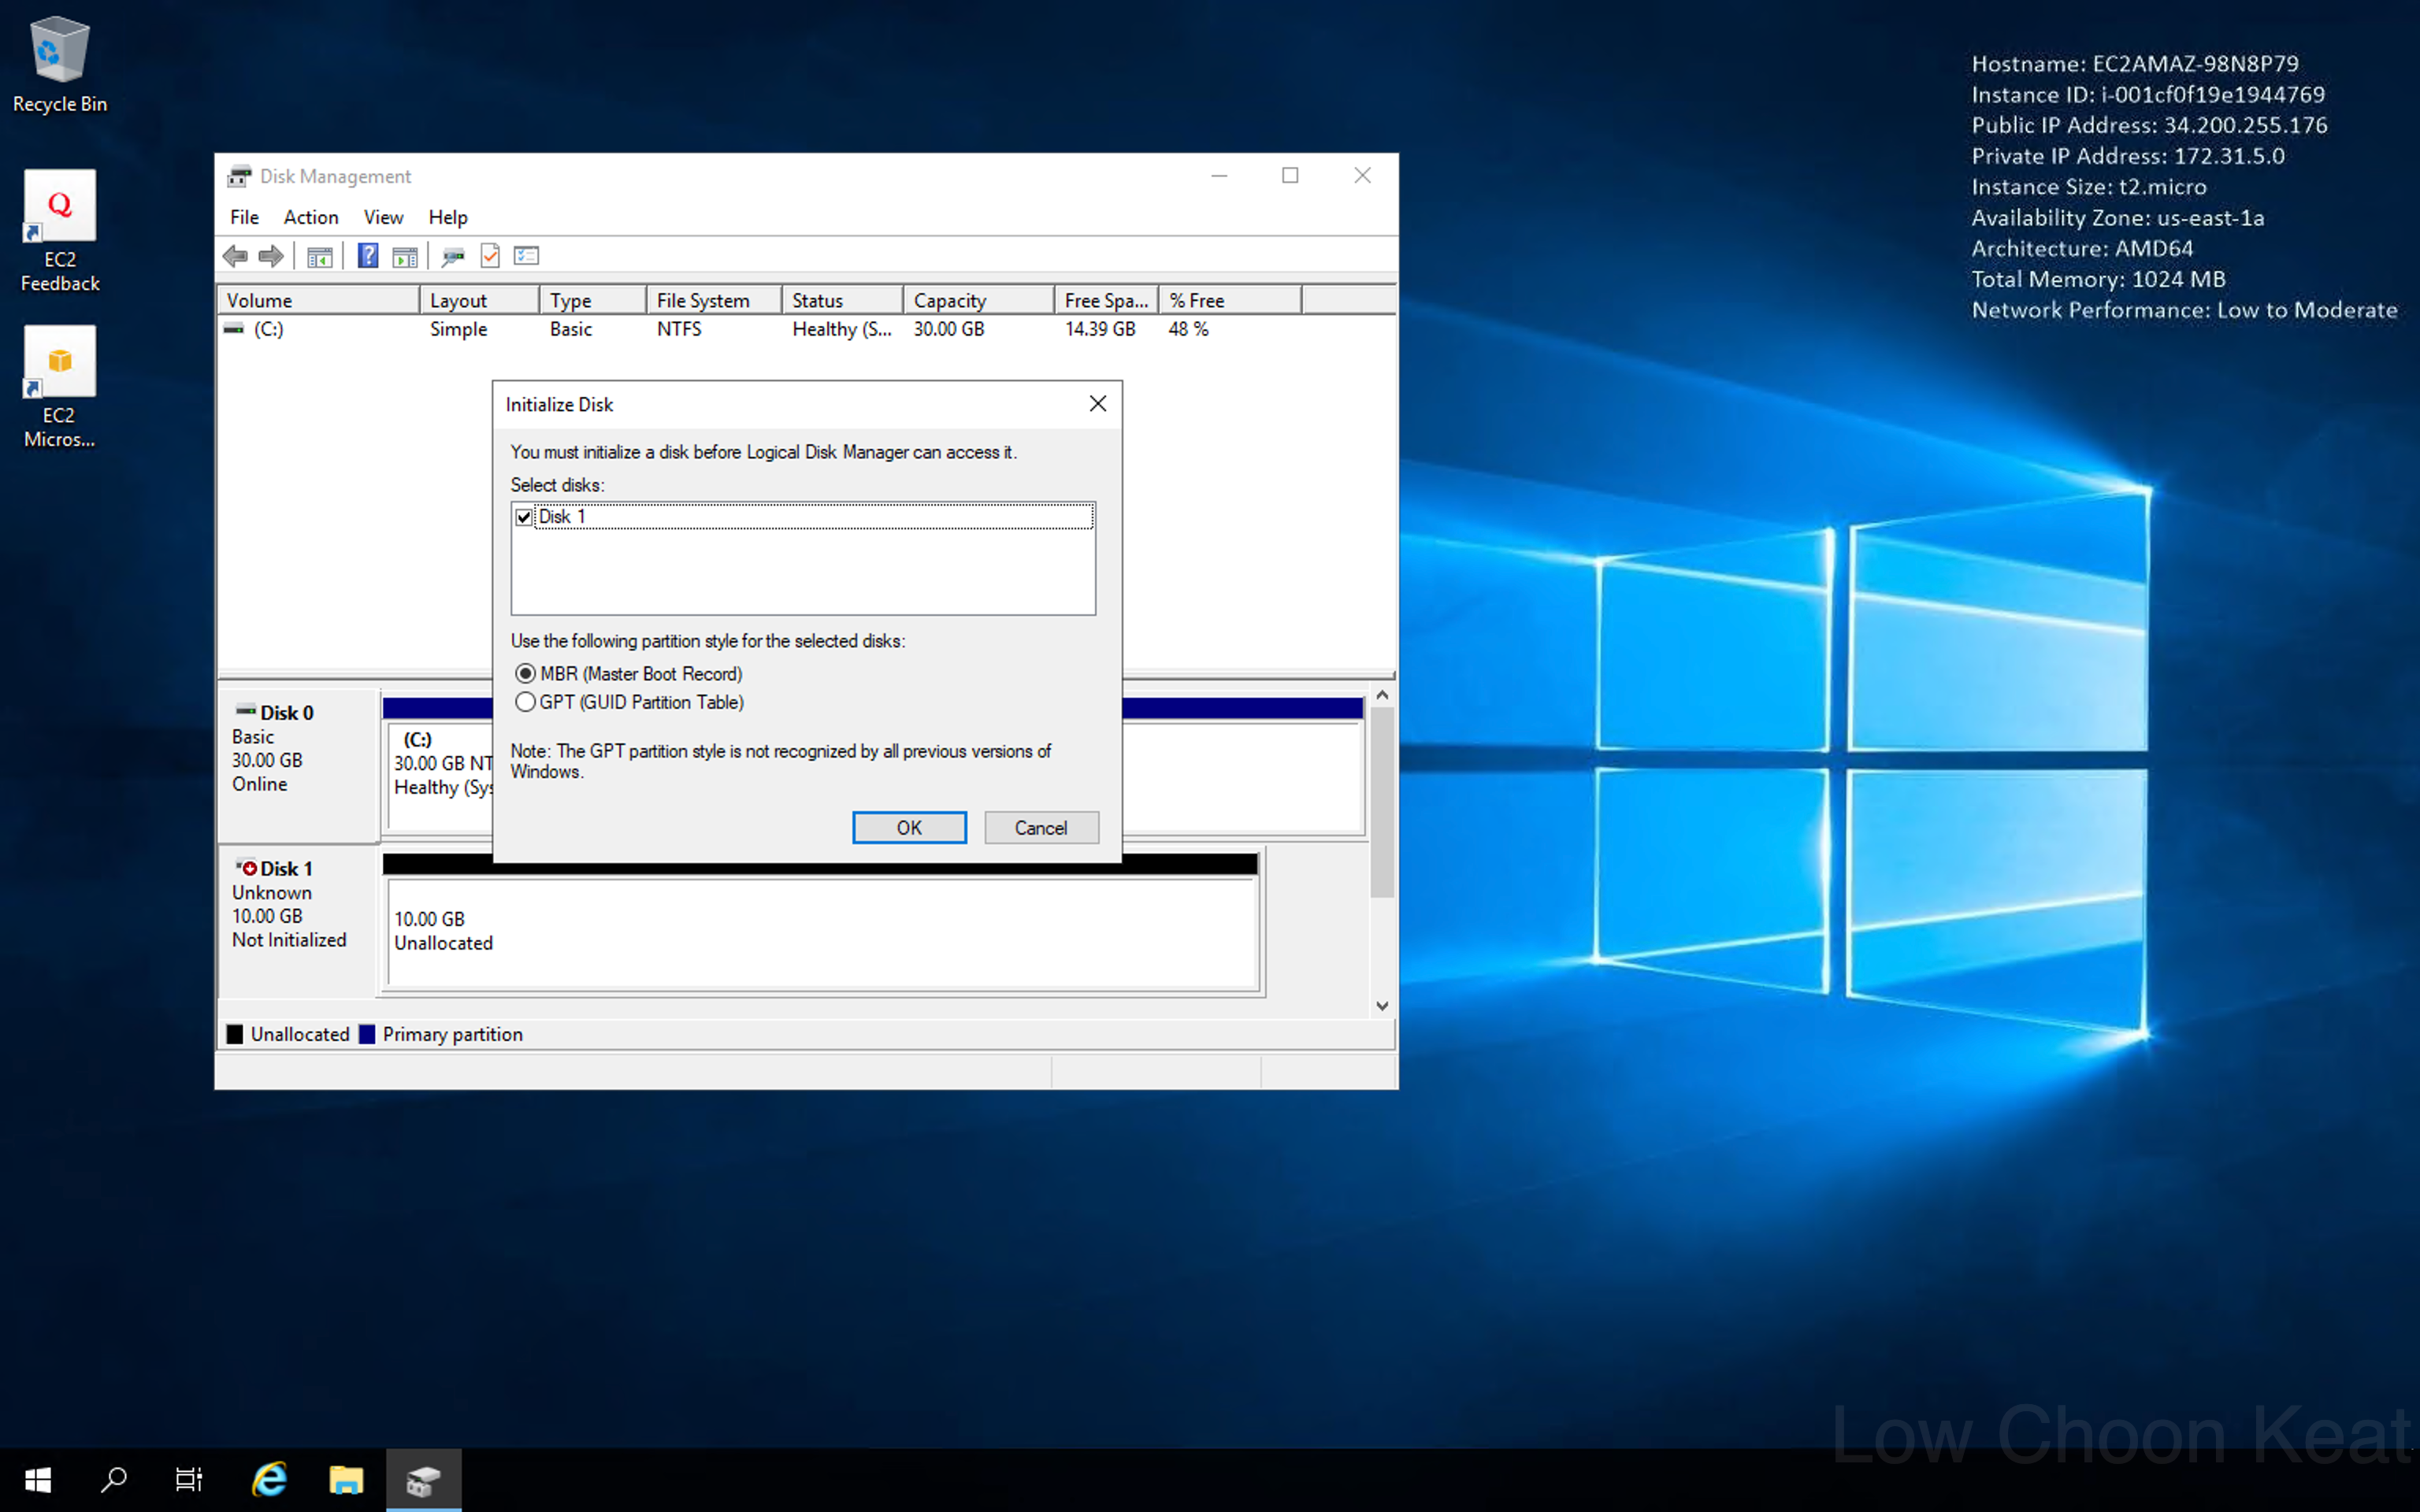 Recycle Bin
EC2
Feedback
EC2
Micros...
Hostname: EC2AMAZ-98N8P79
Instance ID: i-001cf0f19e1944769
Public IP Address: 34.200.255.176
Private IP Address: 172.31.5.0
Instance Size: t2.micro
Availability Zone: us-east-1a
Architecture: AMD64
Total Memory: 1024 MB
Network Performance: Low to Moderate
Disk Management
File Action View Help
Volume Layout Type File System Status Capacity Free Spa... % Free
(C:) Simple Basic NTFS Healthy (S... 30.00 GB 14.39 GB 48 %
Initialize Disk
You must initialize a disk before Logical Disk Manager can access it.
Select disks:
Disk 1
Use the following partition style for the selected disks:
MBR (Master Boot Record)
GPT (GUID Partition Table)
Note: The GPT partition style is not recognized by all previous versions of
Windows.
OK Cancel
Disk 0
Basic
30.00 GB
Online
(C:)
30.00 GB NT
Healthy (Sys
Disk 1
Unknown
10.00 GB
Not Initialized
10.00 GB
Unallocated
Unallocated Primary partition
Low Choon Keat